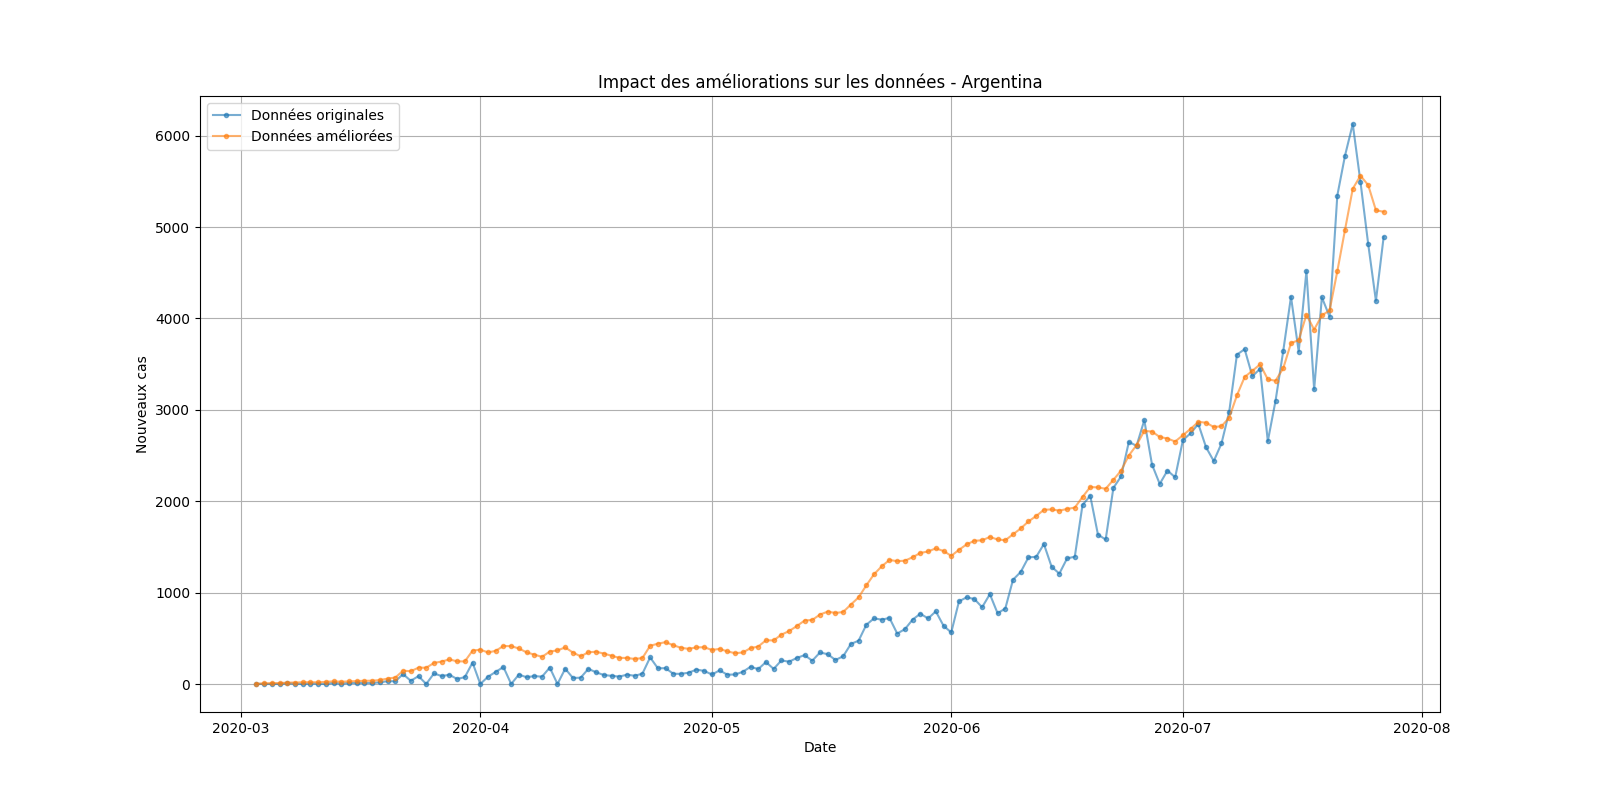 Impact des améliorations sur les données - Argentina
Données originales
Données améliorées
6000
5000
4000
3000
2000
1000
0
Nouveaux cas
2020-03
2020-04
2020-05
2020-06
2020-07
2020-08
Date